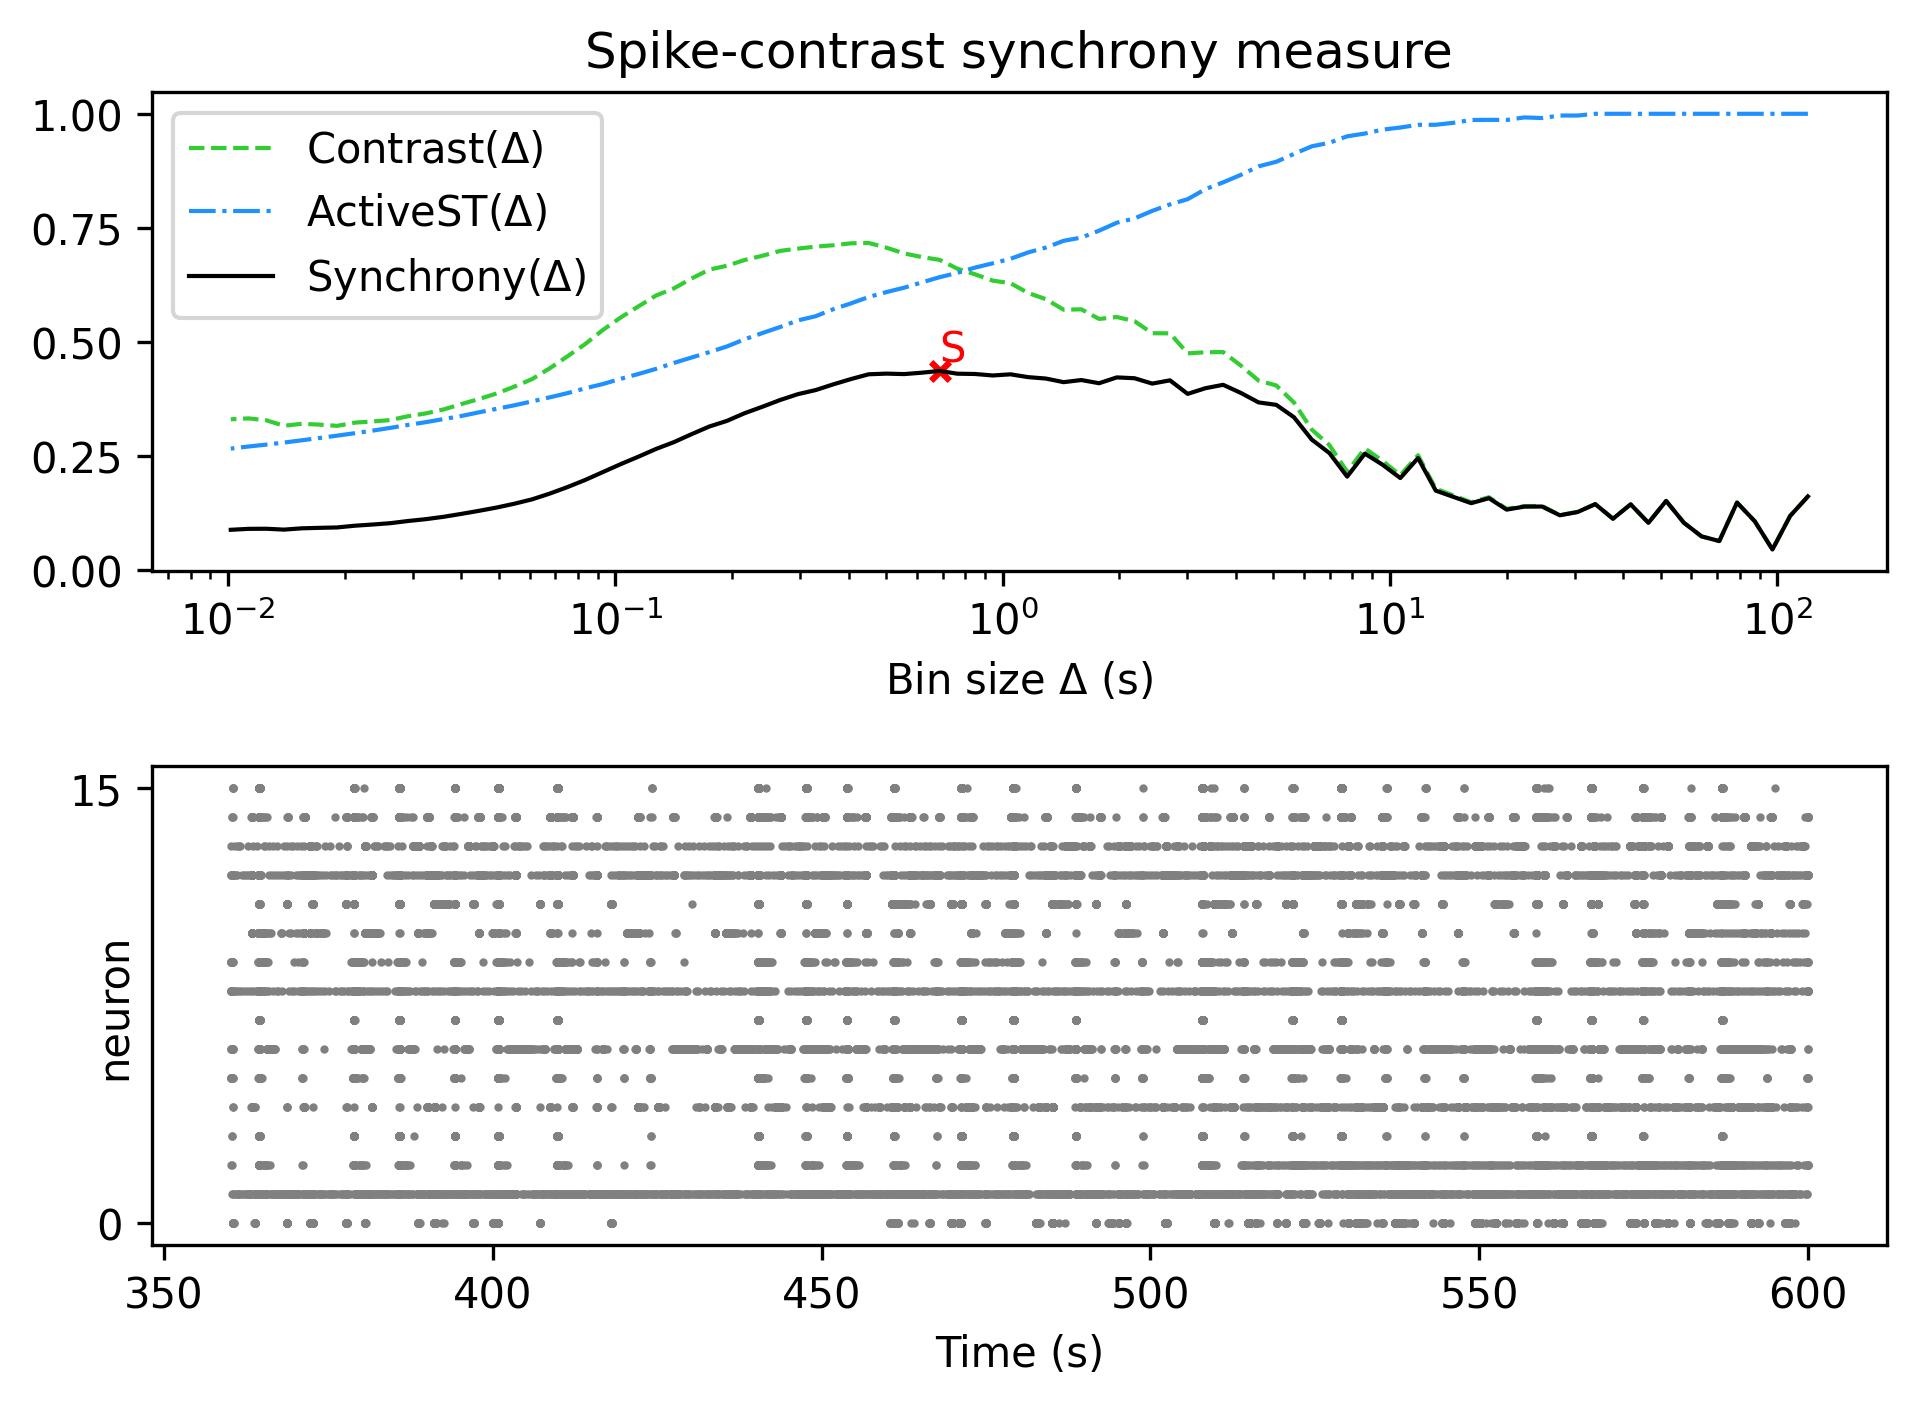 Spike-contrast synchrony measure
1.00
0.75
0.50
0.25
0.00
Contrast(Δ)
ActiveST(Δ)
Synchrony(Δ)
S
10⁻² 10⁻¹ 10⁰ 10¹ 10²
Bin size Δ (s)
15
0
neuron
350 400 450 500 550 600
Time (s)